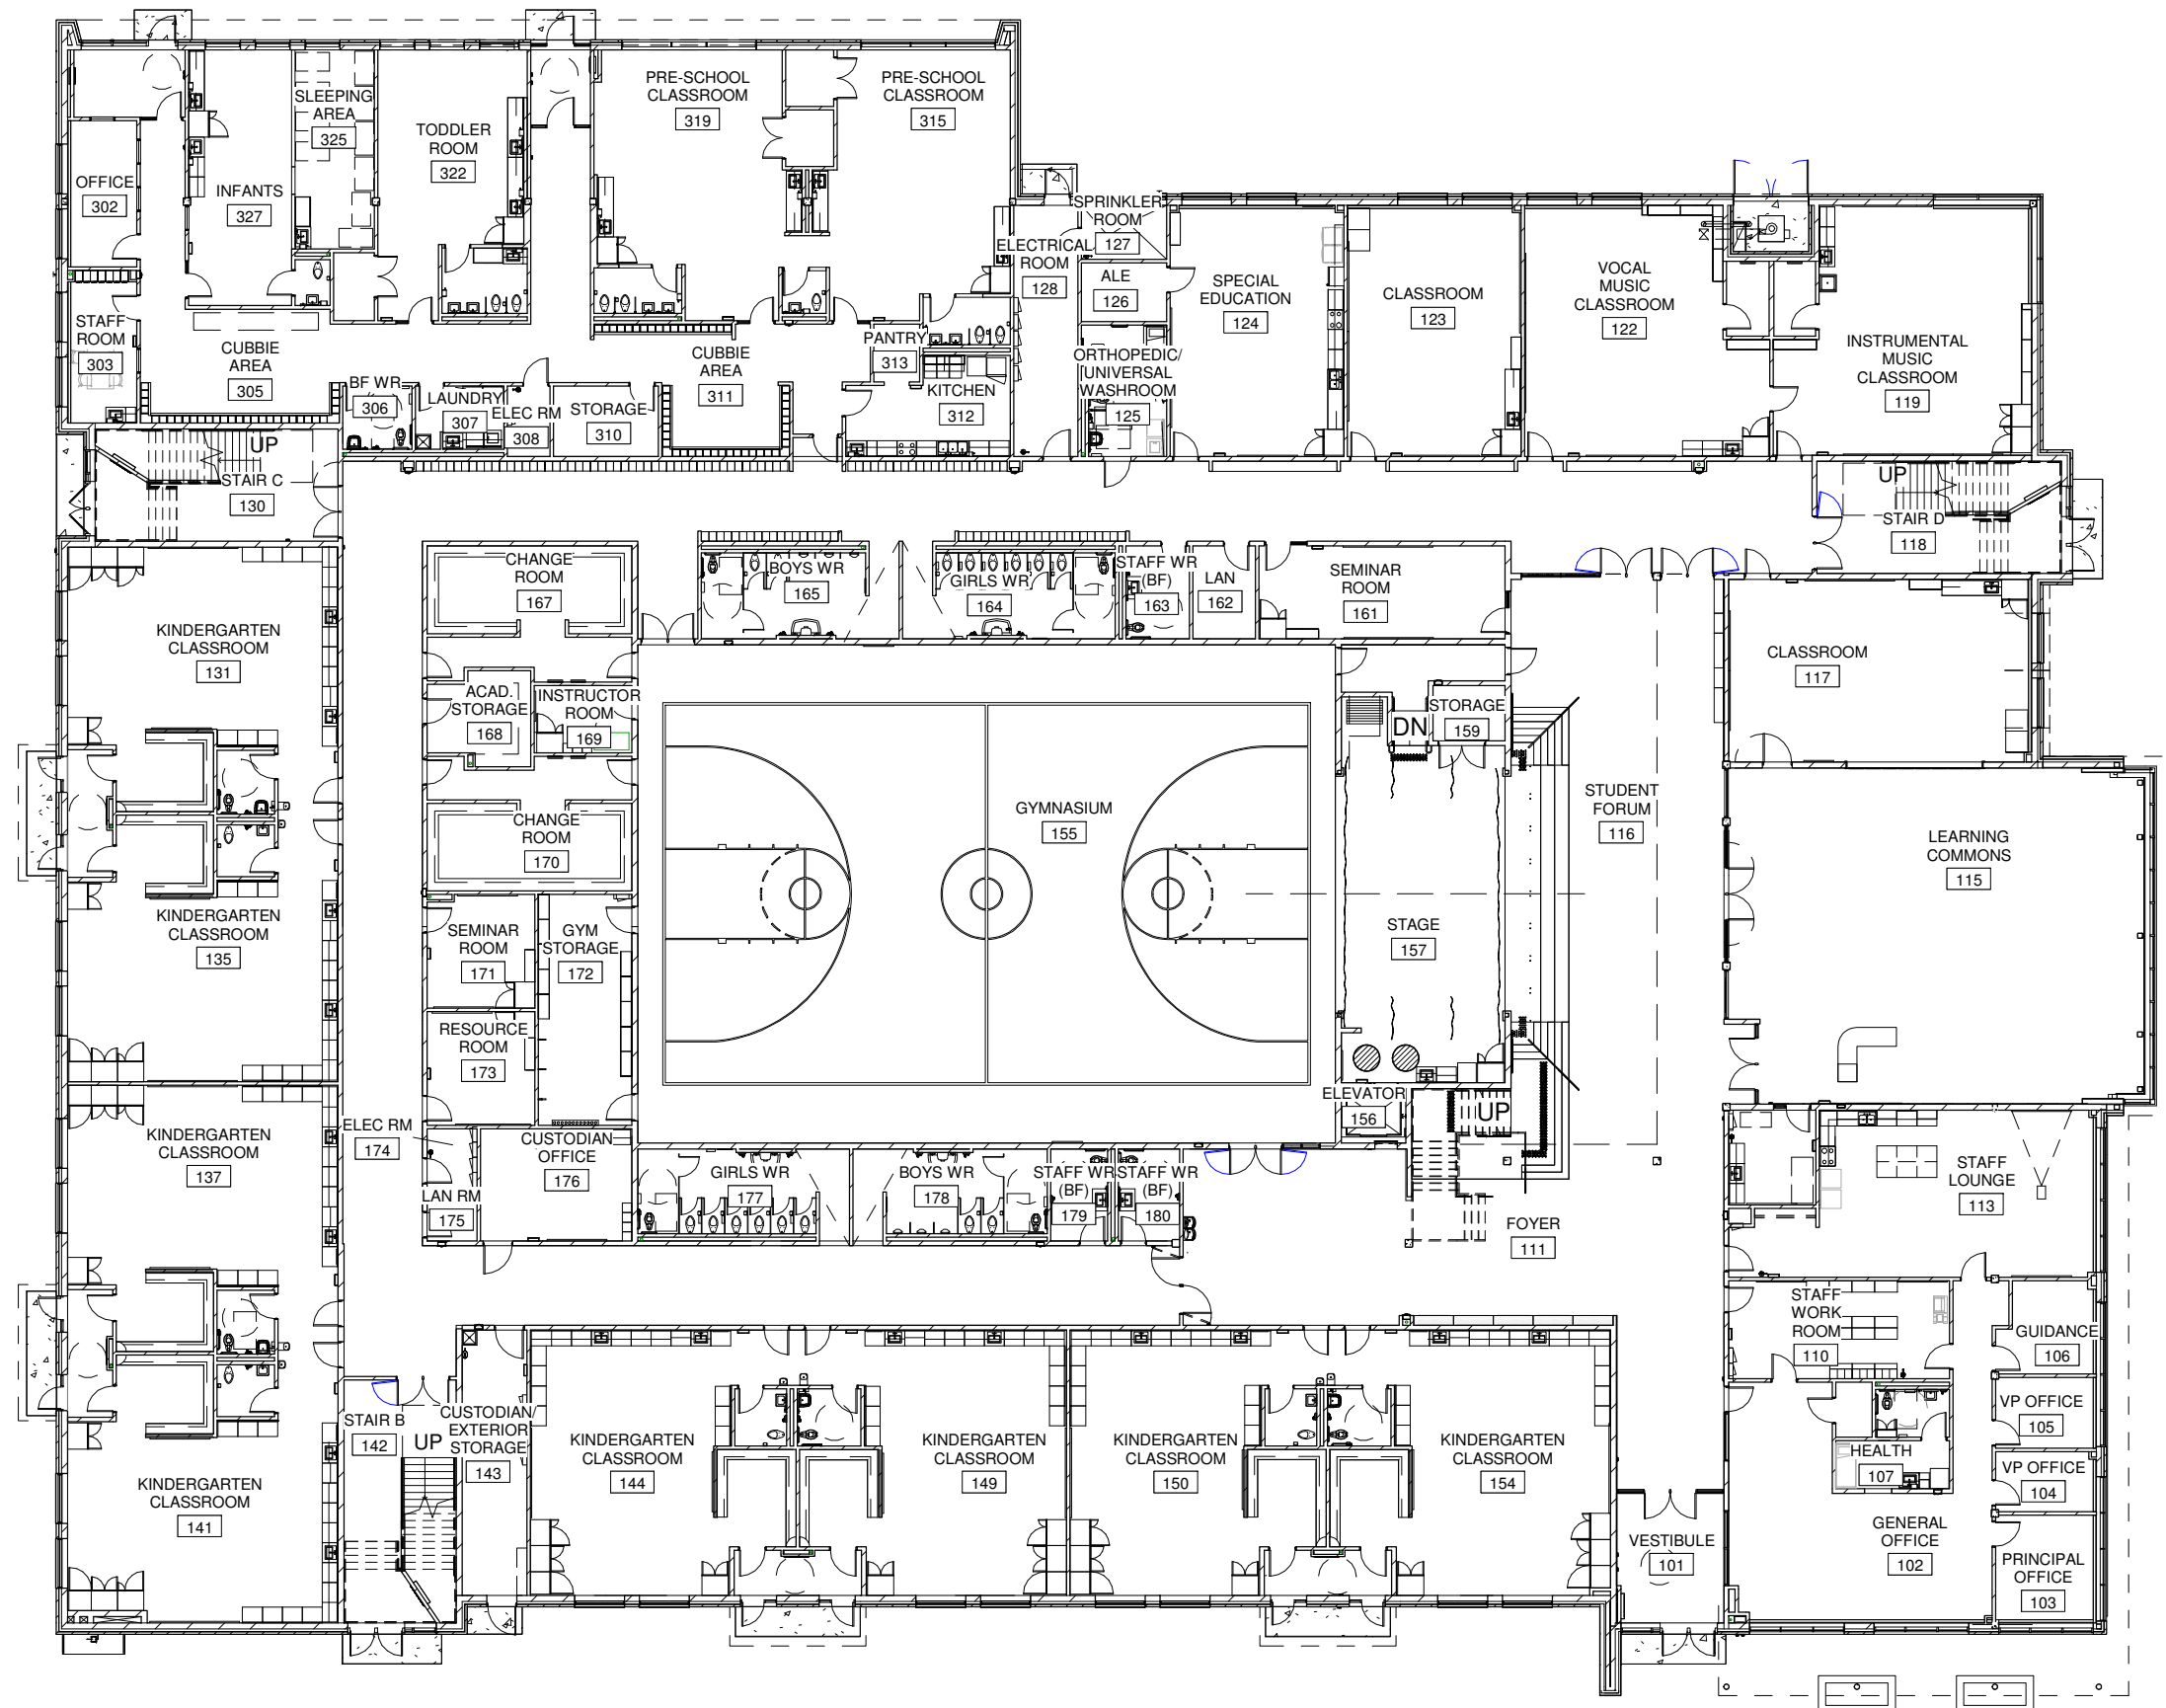 PRE-SCHOOL
CLASSROOM
319
PRE-SCHOOL
CLASSROOM
315
SLEEPING
AREA
325
TODDLER
ROOM
322
OFFICE
302
INFANTS
327
STAFF
ROOM
303
CUBBIE
AREA
305
BF WR
306
LAUNDRY
307
ELEC RM
308
STORAGE
310
CUBBIE
AREA
311
PANTRY
313
KITCHEN
312
SPRINKLER
ROOM
127
ELECTRICAL
ROOM
128
ALE
126
ORTHOPEDIC/
UNIVERSAL
WASHROOM
125
SPECIAL
EDUCATION
124
CLASSROOM
123
VOCAL
MUSIC
CLASSROOM
122
INSTRUMENTAL
MUSIC
CLASSROOM
119
UP
STAIR C
130
UP
STAIR D
118
CHANGE
ROOM
167
BOYS WR
165
GIRLS WR
164
STAFF WR
(BF)
163
LAN
162
SEMINAR
ROOM
161
KINDERGARTEN
CLASSROOM
131
ACAD.
STORAGE
168
INSTRUCTOR
ROOM
169
CLASSROOM
117
DN
STORAGE
159
STUDENT
FORUM
116
GYMNASIUM
155
CHANGE
ROOM
170
LEARNING
COMMONS
115
KINDERGARTEN
CLASSROOM
135
SEMINAR
ROOM
171
GYM
STORAGE
172
STAGE
157
RESOURCE
ROOM
173
ELEVATOR
156
UP
KINDERGARTEN
CLASSROOM
137
ELEC RM
174
LAN RM
175
CUSTODIAN
OFFICE
176
GIRLS WR
177
BOYS WR
178
STAFF WR
(BF)
179
STAFF WR
(BF)
180
FOYER
111
STAFF
LOUNGE
113
STAFF
WORK
ROOM
110
GUIDANCE
106
VP OFFICE
105
HEALTH
107
VP OFFICE
104
GENERAL
OFFICE
102
PRINCIPAL
OFFICE
103
VESTIBULE
101
KINDERGARTEN
CLASSROOM
141
STAIR B
142
UP
CUSTODIAN/
EXTERIOR
STORAGE
143
KINDERGARTEN
CLASSROOM
144
KINDERGARTEN
CLASSROOM
149
KINDERGARTEN
CLASSROOM
150
KINDERGARTEN
CLASSROOM
154